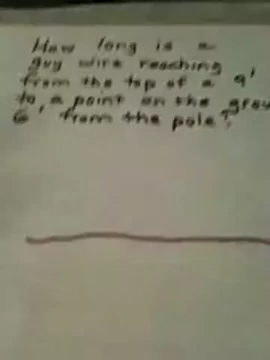 How long is a
guy wire reaching
from the top of a 9'
to a point on the
6' from the pole?